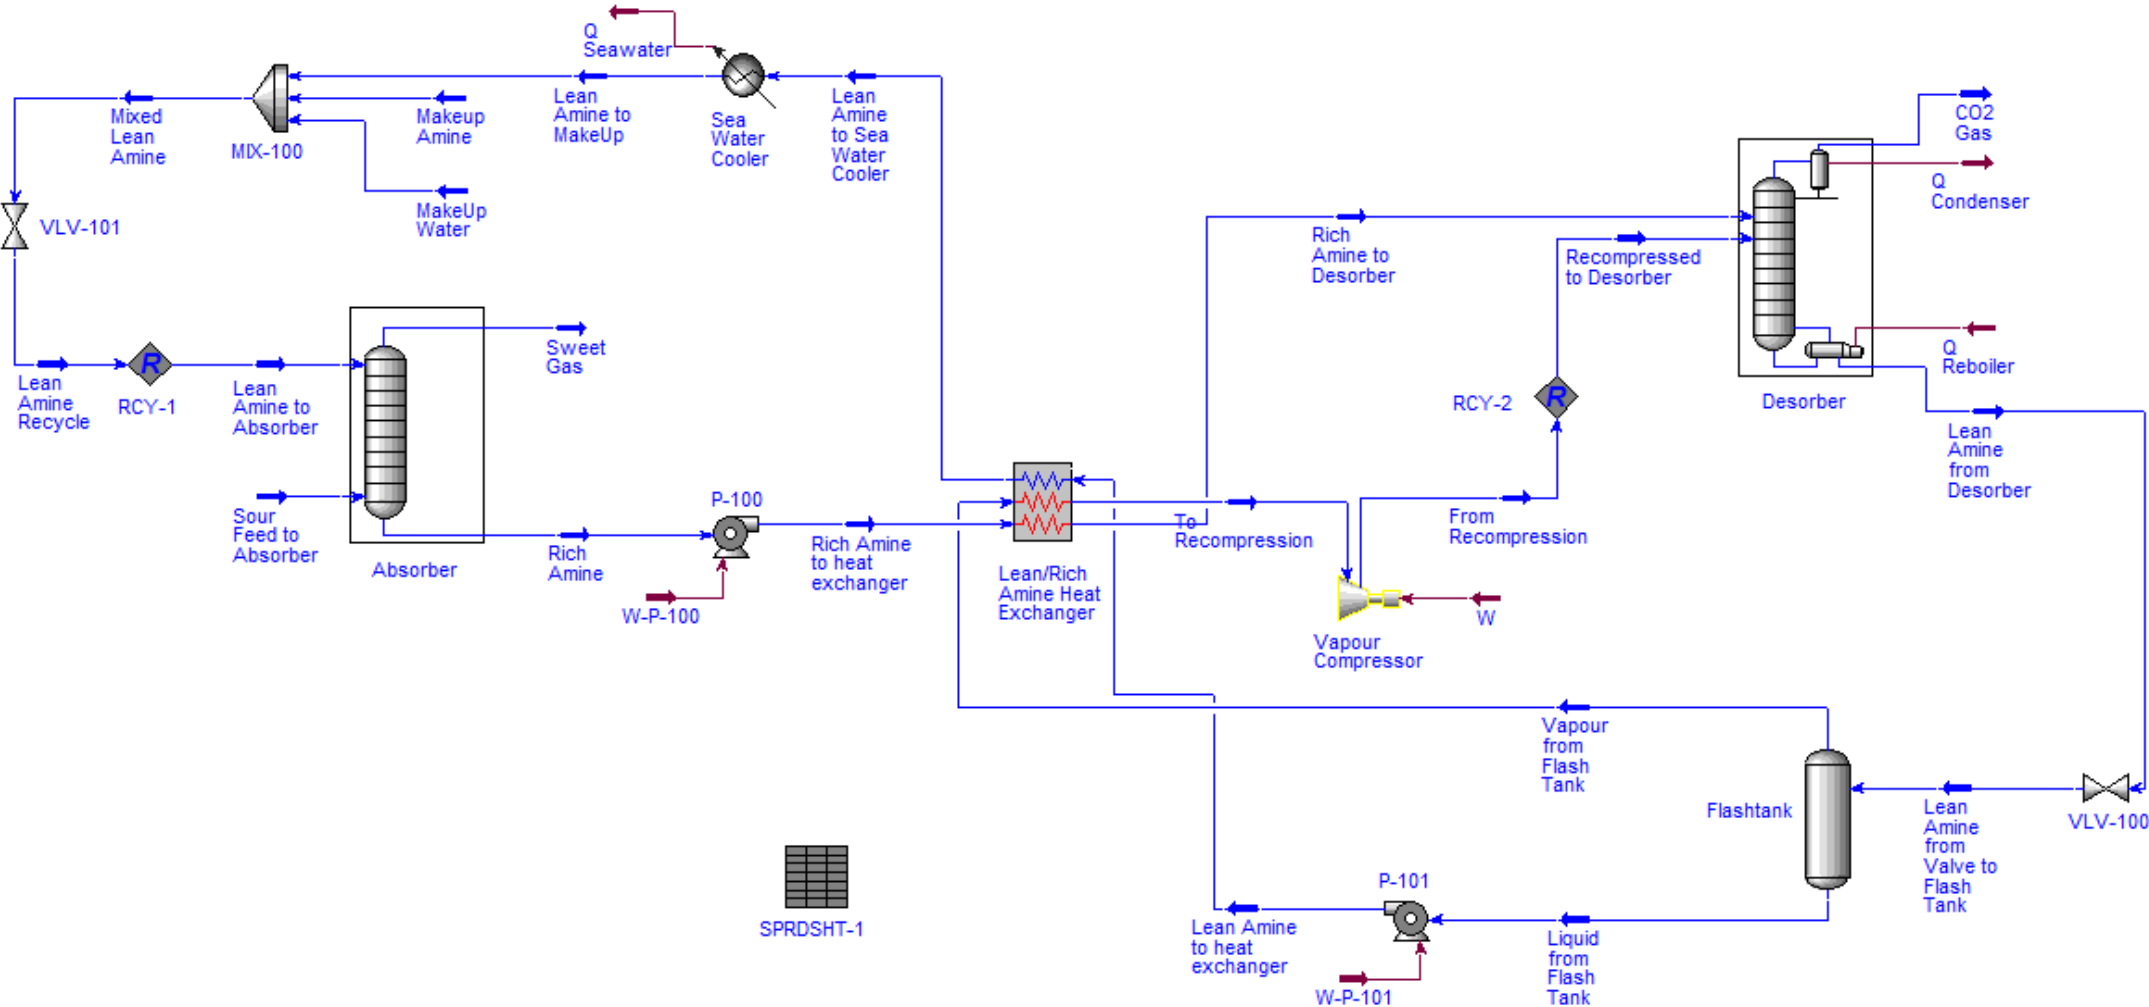 Q
Seawater
Mixed
Lean
Amine
MIX-100
Makeup
Amine
MakeUp
Water
Lean
Amine to
MakeUp
Sea
Water
Cooler
Lean
Amine
to Sea
Water
Cooler
VLV-101
Lean
Amine
Recycle
R
RCY-1
Lean
Amine to
Absorber
Sour
Feed to
Absorber
Sweet
Gas
Absorber
Rich
Amine
P-100
W-P-100
Rich Amine
to heat
exchanger
Lean/Rich
Amine Heat
Exchanger
To
Recompression
Vapour
Compressor
W
From
Recompression
R
RCY-2
Rich
Amine to
Desorber
Recompressed
to Desorber
CO2
Gas
Q
Condenser
Q
Reboiler
Desorber
Lean
Amine
from
Desorber
VLV-100
Lean
Amine
from
Valve to
Flash
Tank
Flashtank
Vapour
from
Flash
Tank
Liquid
from
Flash
Tank
P-101
W-P-101
Lean Amine
to heat
exchanger
SPRDSHT-1